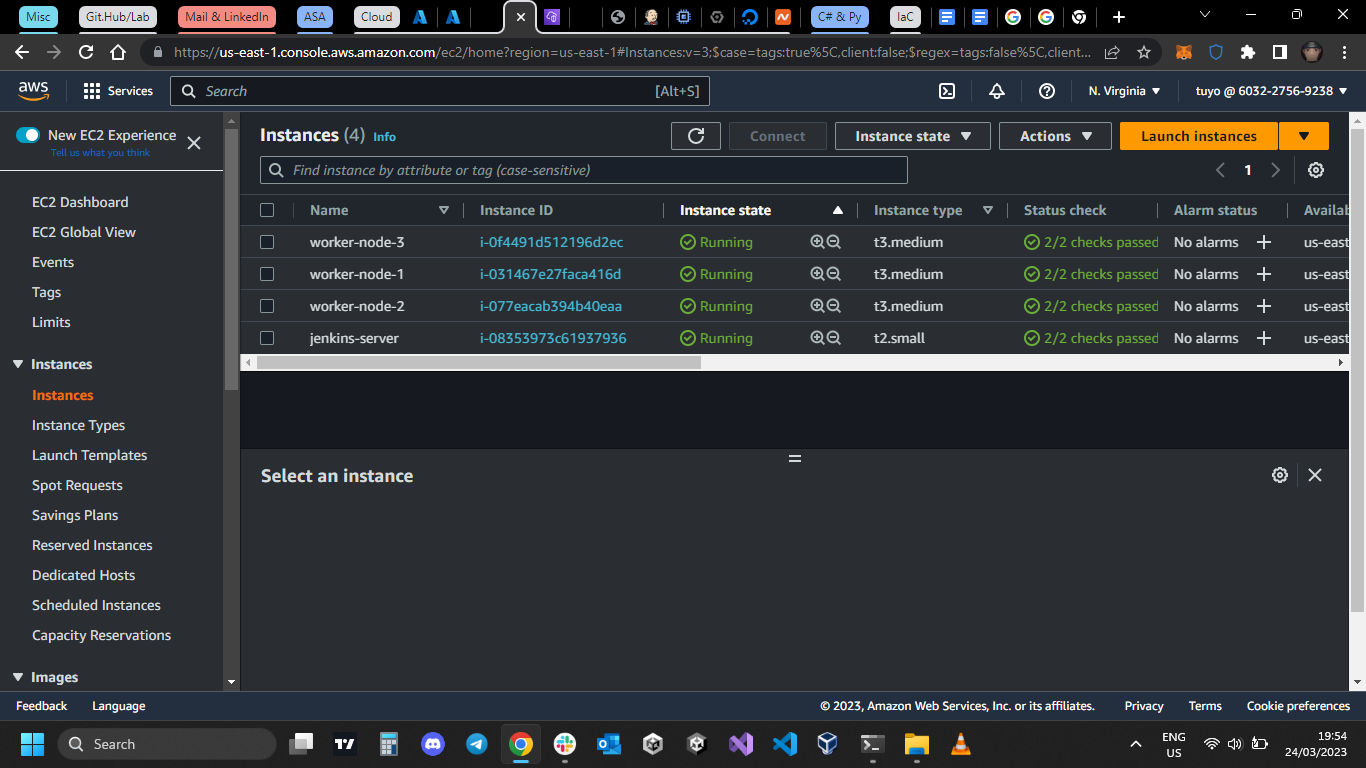 Misc Git.Hub/Lab Mail & LinkedIn ASA Cloud C# & Py IaC
https://us-east-1.console.aws.amazon.com/ec2/home?region=us-east-1#Instances:v=3;$case=tags:true%5C,client:false;$regex=tags:false%5C,client...
aws Services Search [Alt+S] N. Virginia tuyo @ 6032-2756-9238
New EC2 Experience
Tell us what you think
EC2 Dashboard
EC2 Global View
Events
Tags
Limits
Instances
Instances
Instance Types
Launch Templates
Spot Requests
Savings Plans
Reserved Instances
Dedicated Hosts
Scheduled Instances
Capacity Reservations
Images
Instances (4) Info Connect Instance state Actions Launch instances
Find instance by attribute or tag (case-sensitive) 1
Name Instance ID Instance state Instance type Status check Alarm status Availab
worker-node-3 i-0f4491d512196d2ec Running t3.medium 2/2 checks passed No alarms us-east
worker-node-1 i-031467e27faca416d Running t3.medium 2/2 checks passed No alarms us-east
worker-node-2 i-077eacab394b40eaa Running t3.medium 2/2 checks passed No alarms us-east
jenkins-server i-08353973c61937936 Running t2.small 2/2 checks passed No alarms us-east
Select an instance
Feedback Language © 2023, Amazon Web Services, Inc. or its affiliates. Privacy Terms Cookie preferences
Search ENG 19:54
US 24/03/2023